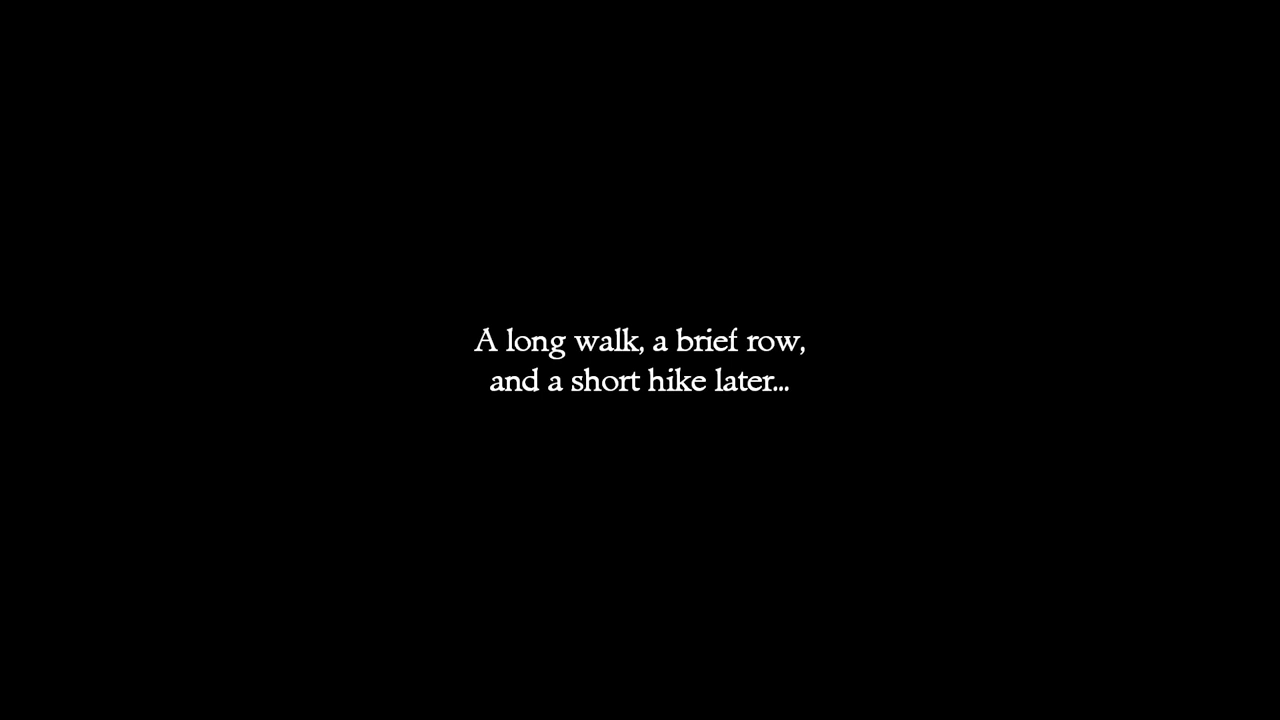 A long walk, a brief row,
and a short hike later...